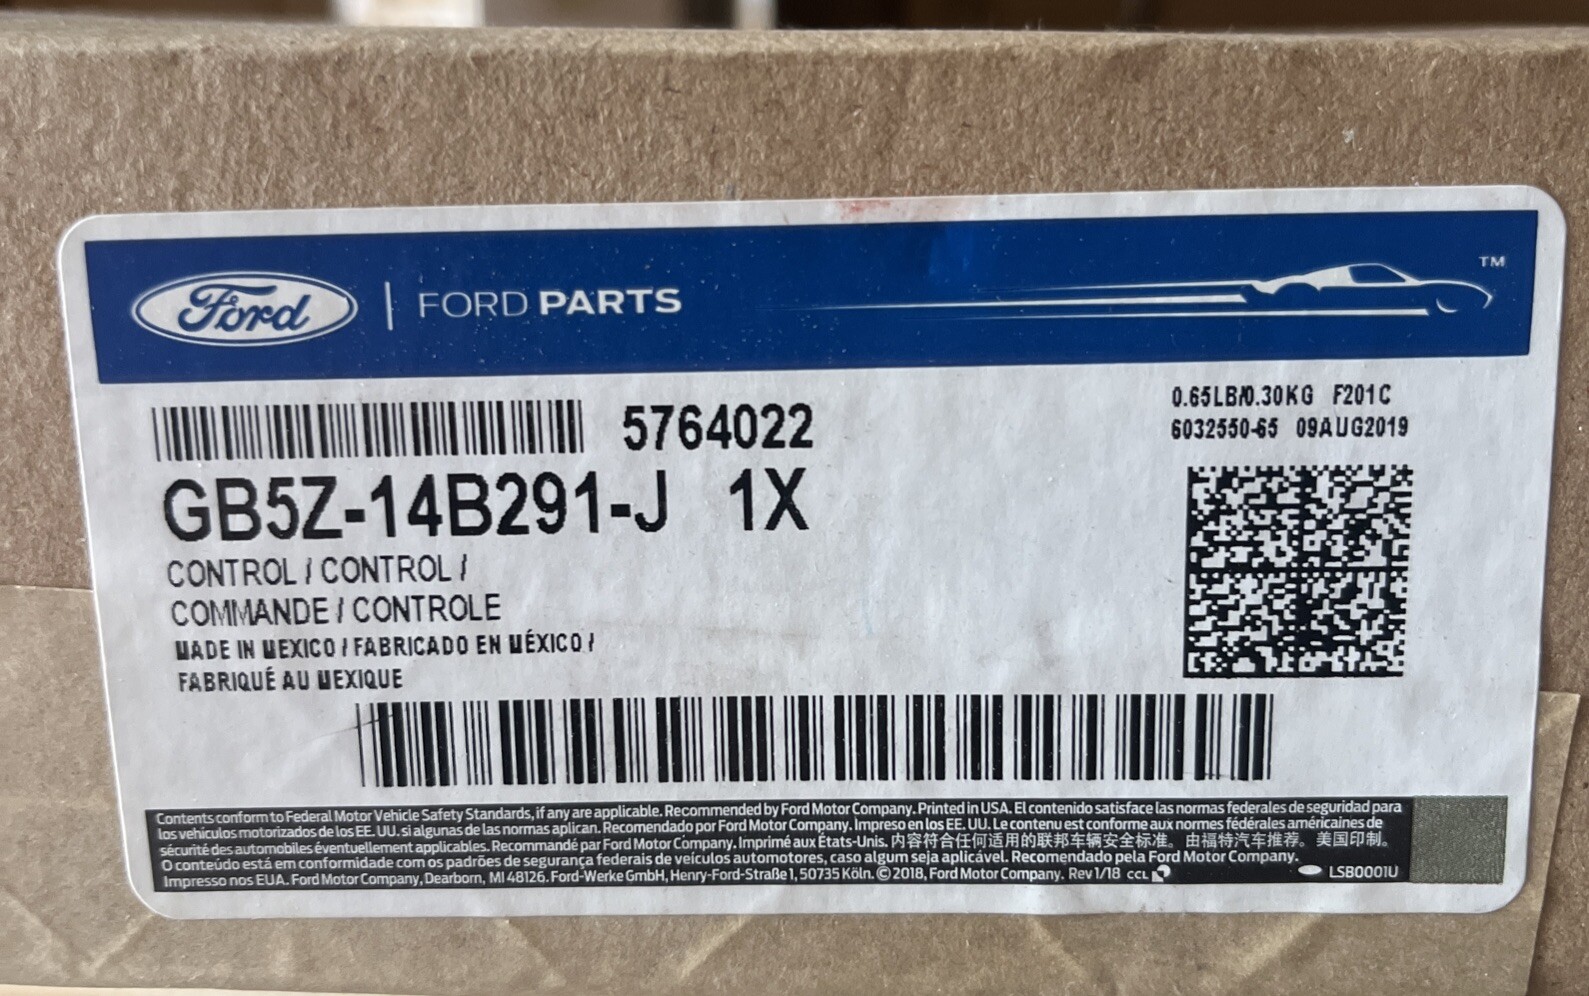 Ford | FORD PARTS
TM
5764022
0.65LB/0.30KG F201C
6032550-65 09AUG2019
GB5Z-14B291-J 1X
CONTROL / CONTROL /
COMMANDE / CONTROLE
MADE IN MEXICO / FABRICADO EN MÉXICO /
FABRIQUÉ AU MEXIQUE
Contents conform to Federal Motor Vehicle Safety Standards, if any are applicable. Recommended by Ford Motor Company. Printed in USA. El contenido satisface las normas federales de seguridad para
los vehículos motorizados de los EE. UU. si algunas de las normas aplican. Recomendado por Ford Motor Company. Impreso en los EE. UU. Le contenu est conforme aux normes fédérales américaines de
sécurité des automobiles éventuellement applicables. Recommandé par Ford Motor Company. Imprimé aux États-Unis. 内容符合任何适用的联邦车辆安全标准。由福特汽车推荐。美国印制。
O conteúdo está em conformidade com os padrões de segurança federais de veículos automotores, caso algum seja aplicável. Recomendado pela Ford Motor Company.
Impresso nos EUA. Ford Motor Company, Dearborn, MI 48126. Ford-Werke GmbH, Henry-Ford-Straße 1, 50735 Köln. © 2018, Ford Motor Company. Rev 1/18 CCL LSB0001U